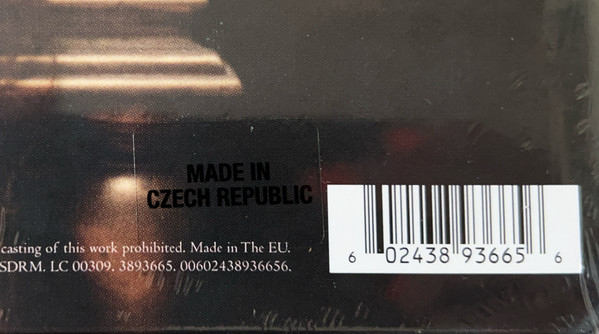 MADE IN
CZECH REPUBLIC
casting of this work prohibited. Made in The EU.
SDRM. LC 00309. 3893665. 00602438936656.
6 02438 93665 6